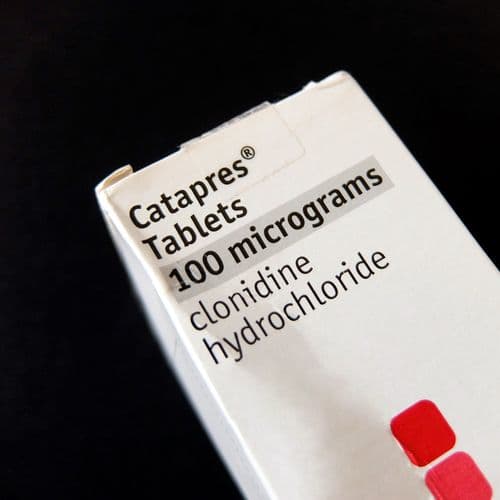 Catapres®
Tablets
100 micrograms
clonidine
hydrochloride